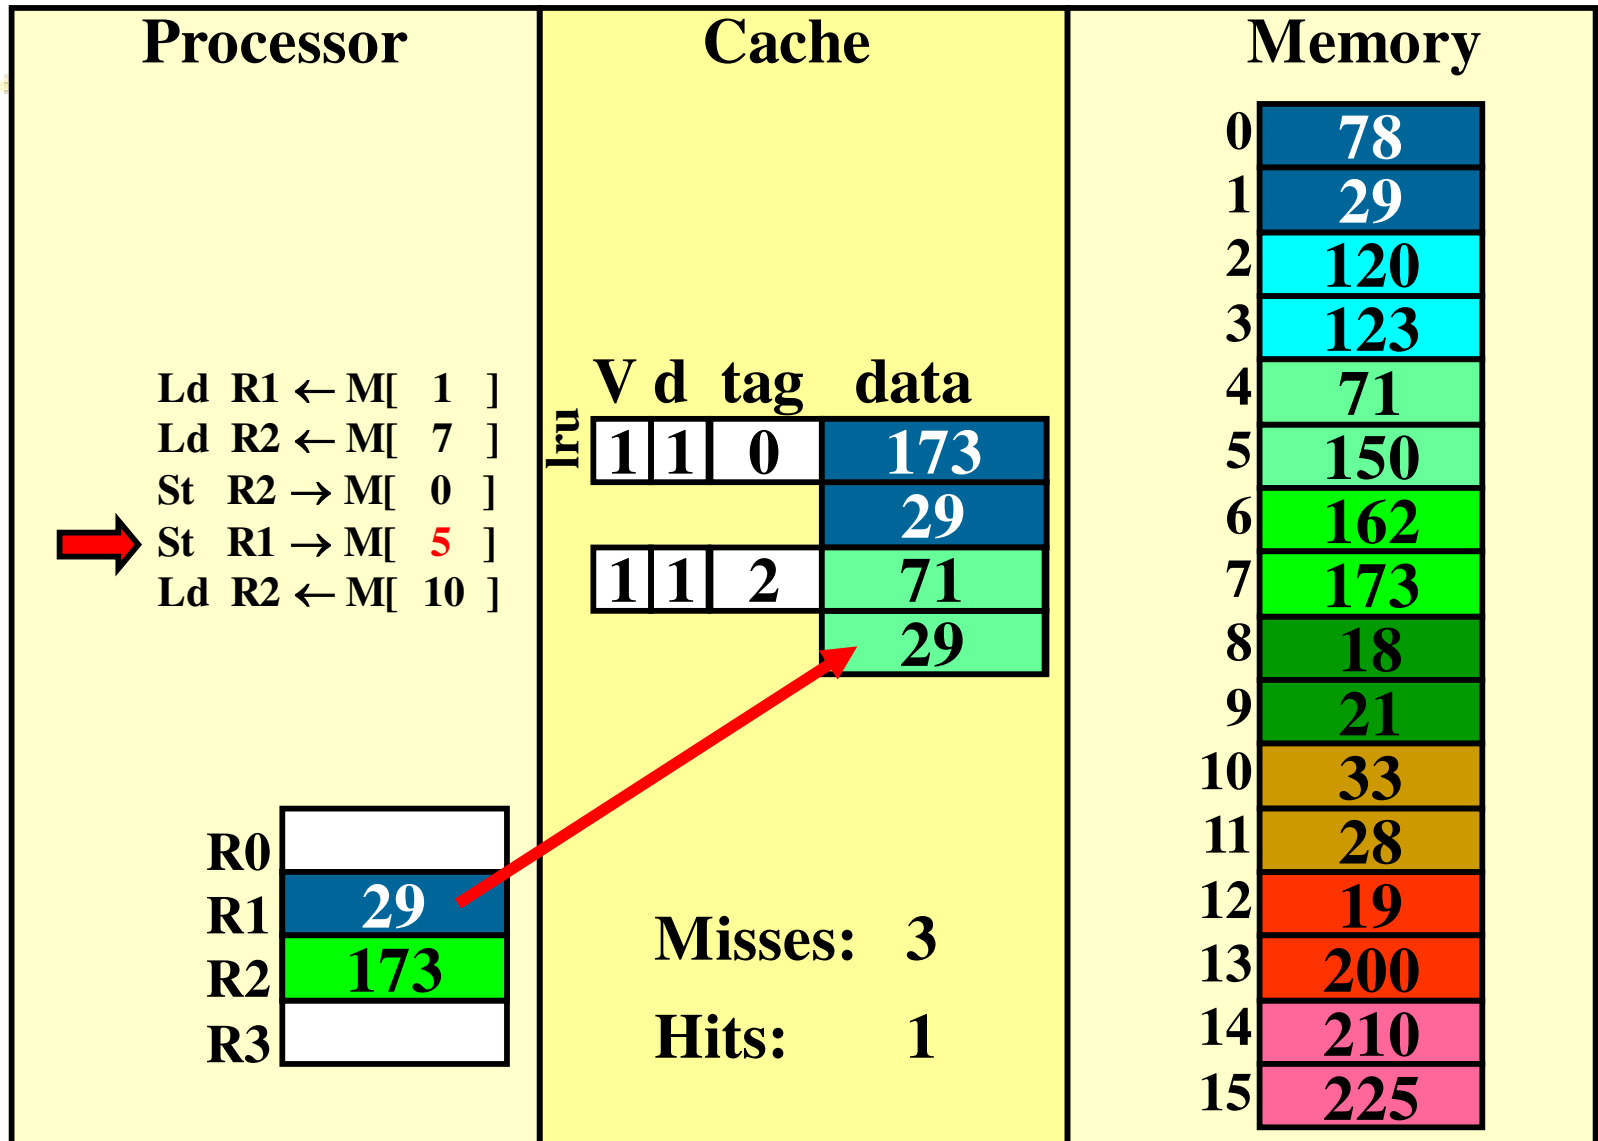 Processor
Cache
Memory
Ld R1 ← M[ 1 ]
Ld R2 ← M[ 7 ]
St R2 → M[ 0 ]
St R1 → M[ 5 ]
Ld R2 ← M[ 10 ]
R0
R1 29
R2 173
R3
V d tag data
lru
1 1 0 173
29
1 1 2 71
29
Misses: 3
Hits: 1
0 78
1 29
2 120
3 123
4 71
5 150
6 162
7 173
8 18
9 21
10 33
11 28
12 19
13 200
14 210
15 225